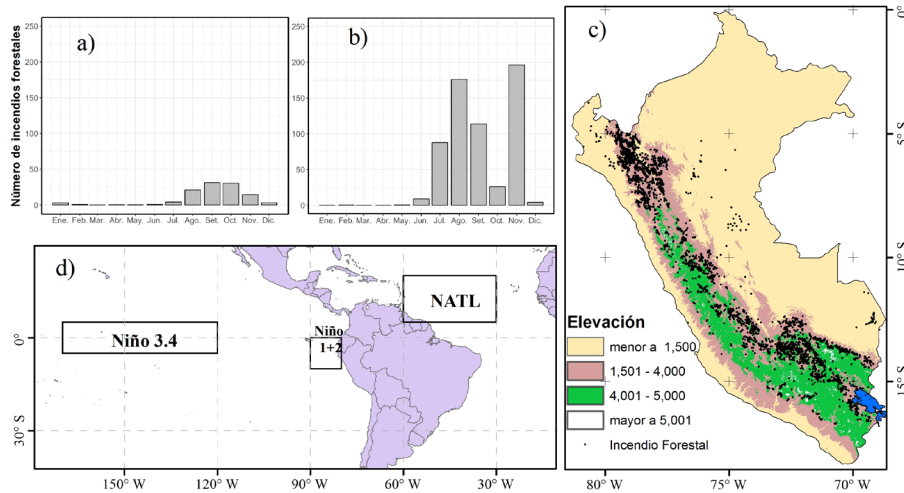 Número de incendios forestales
a)
250
200
150
100
50
0
Ene. Feb. Mar. Abr. May. Jun. Jul. Ago. Set. Oct Nov. Dic.
b)
250
200
150
100
50
0
Ene. Feb. Mar. Abr. May. Jun. Jul. Ago. Set. Oct. Nov. Dic.
c)
0°
5°S
10°S
15°S
80° W 75° W 70° W
Elevación
menor a 1,500
1,501 - 4,000
4,001 - 5,000
mayor a 5,001
Incendio Forestal
d)
NATL
Niño 3.4
Niño
1+2
0°
30°S
150° W 120° W 90° W 60° W 30° W